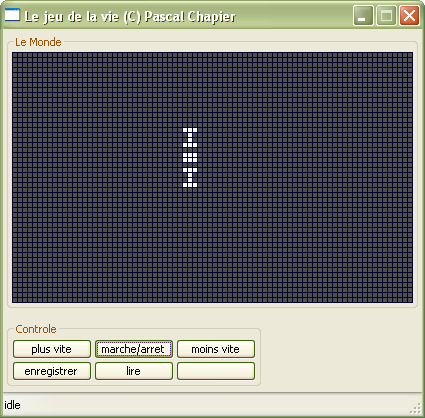 Le jeu de la vie (C) Pascal Chapier
Le Monde
Controle
plus vite marche/arret moins vite
enregistrer lire
idle